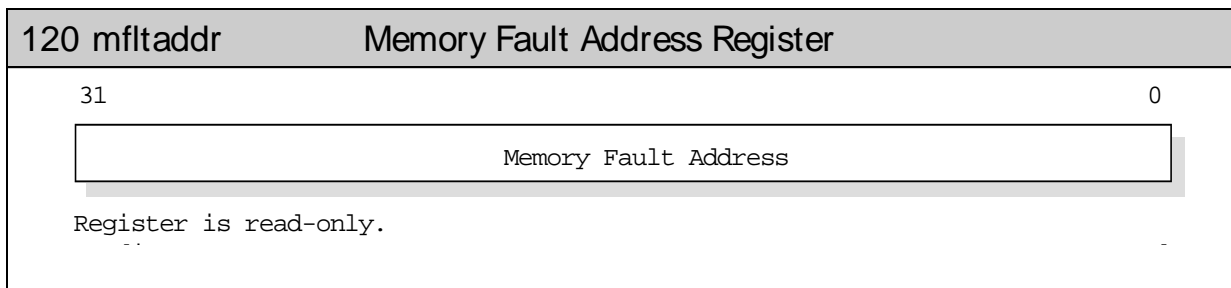 120 mfltaddr Memory Fault Address Register
31 0
Memory Fault Address
Register is read-only.